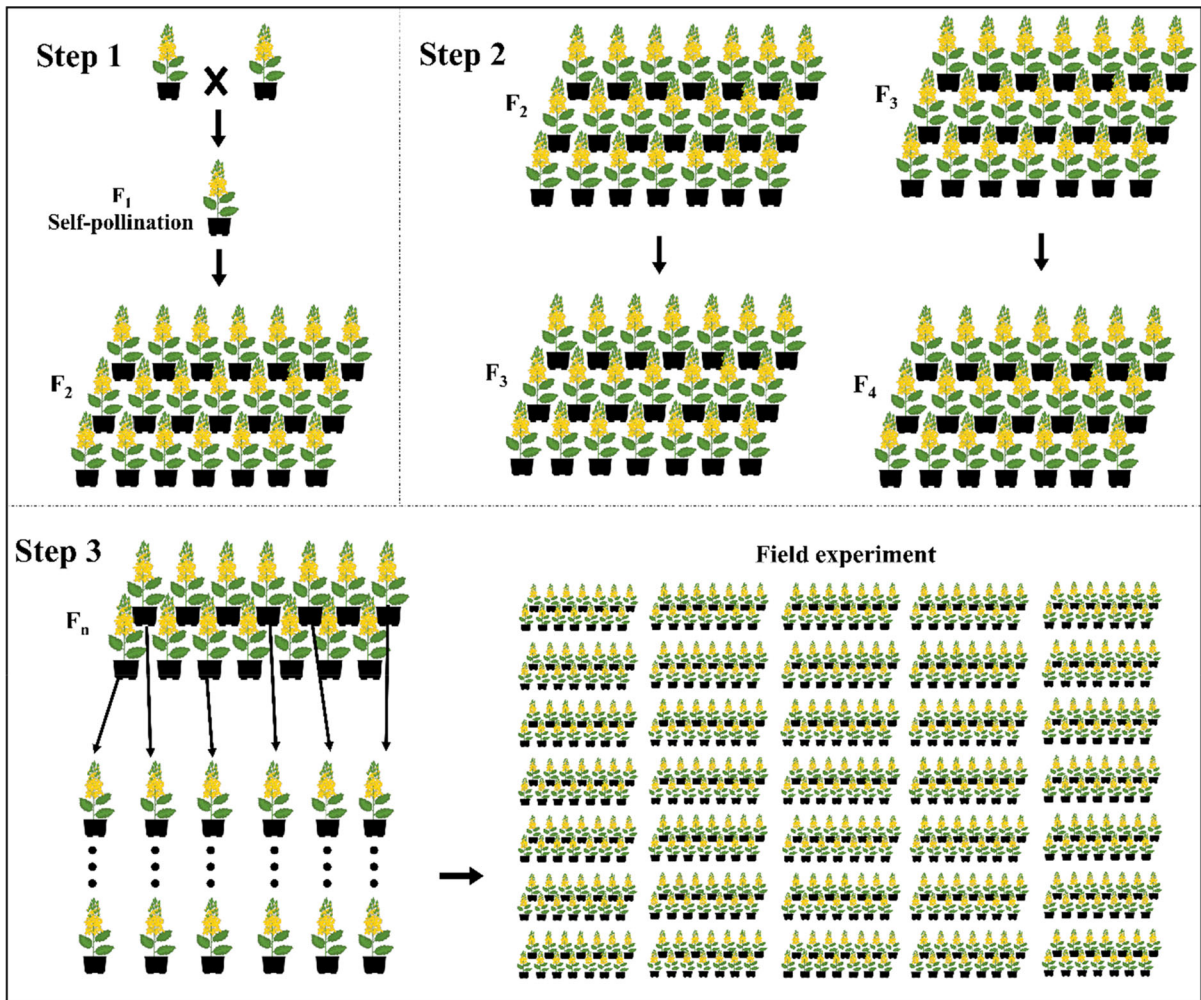 Step 1
F₁
Self-pollination
F₂
Step 2
F₂
F₃
F₃
F₄
Step 3
Fₙ
Field experiment